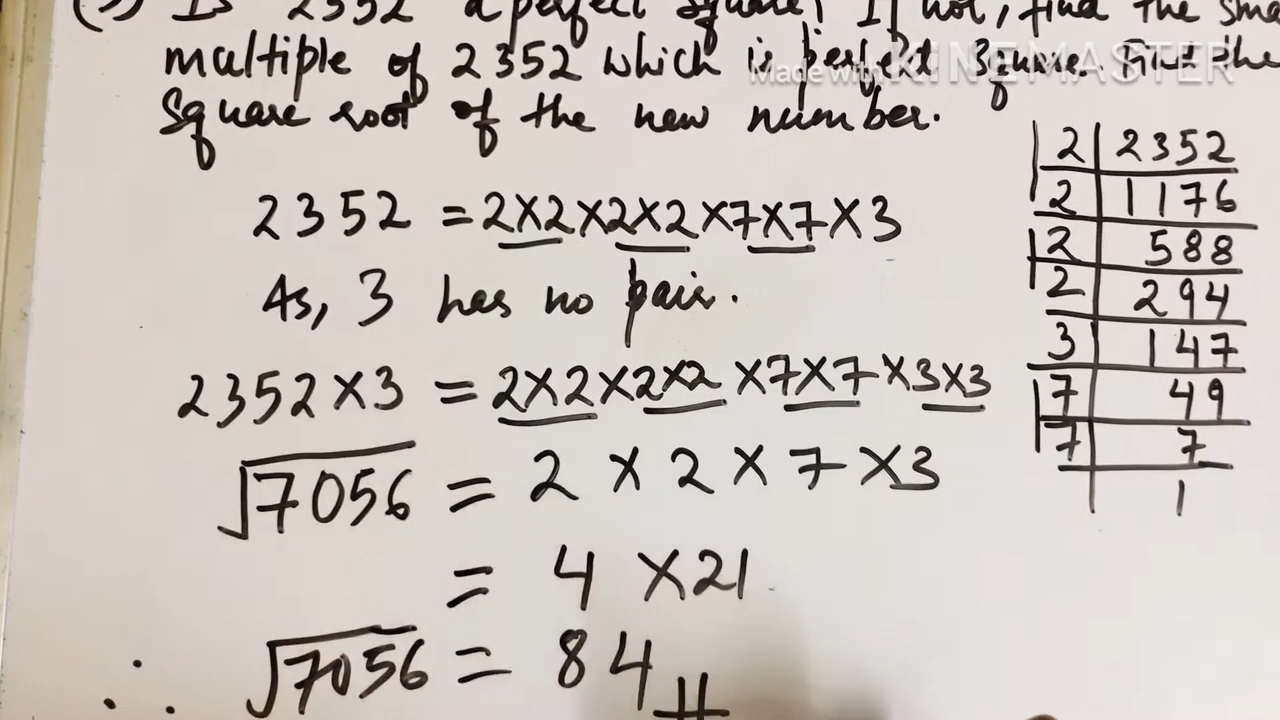 Is 2352 a perfect square? If not, find the
multiple of 2352 which is perfect square. Find the
square root of the new number.
Made with KINEMASTER
2352 = 2×2×2×2×7×7×3
As, 3 has no pair.
2352×3 = 2×2×2×2×7×7×3×3
√7056 = 2×2×7×3
= 4×21
∴ √7056 = 84
2 | 2352
2 | 1176
2 | 588
2 | 294
3 | 147
7 | 49
7 | 7
1